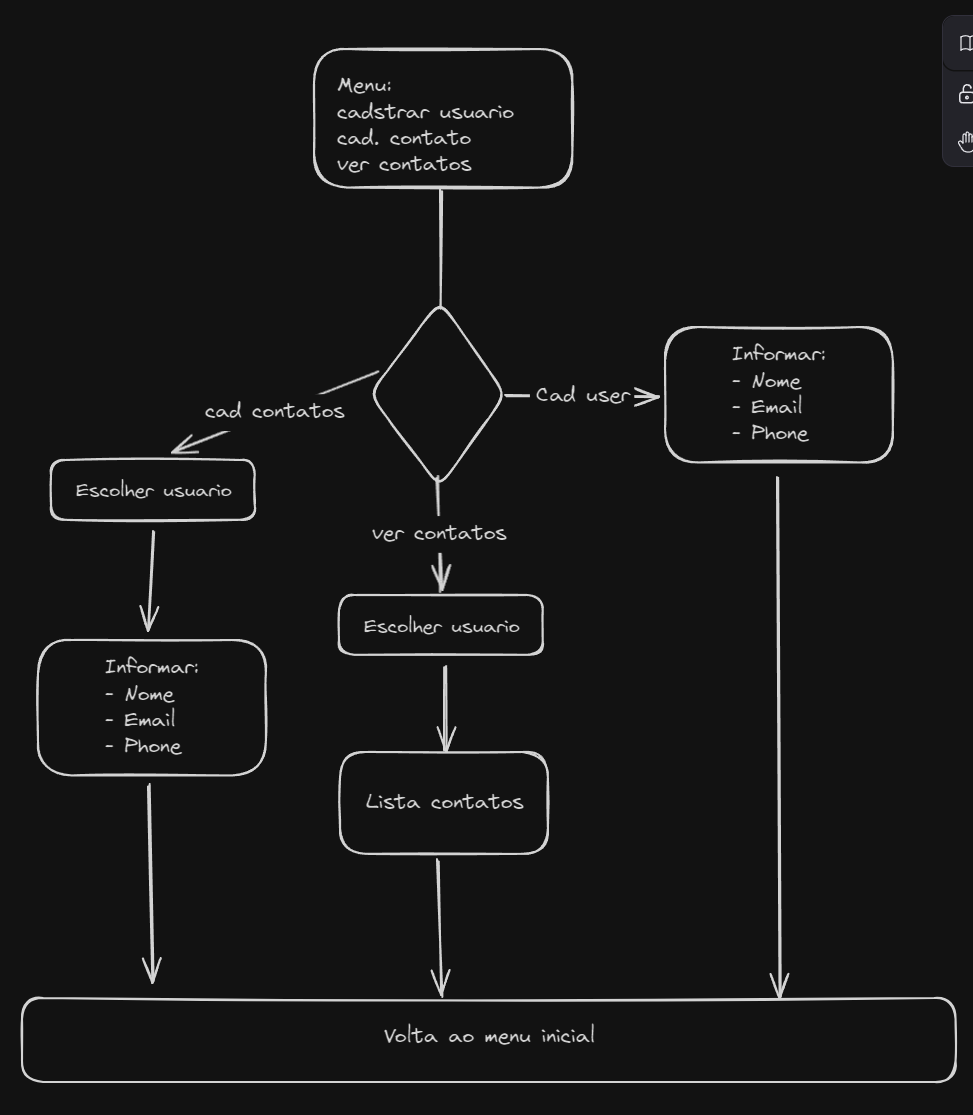 Menu:
cadstrar usuario
cad. contato
ver contatos
Informar:
- Nome
- Email
- Phone
Cad user
cad contatos
Escolher usuario
ver contatos
Escolher usuario
Informar:
- Nome
- Email
- Phone
Lista contatos
Volta ao menu inicial